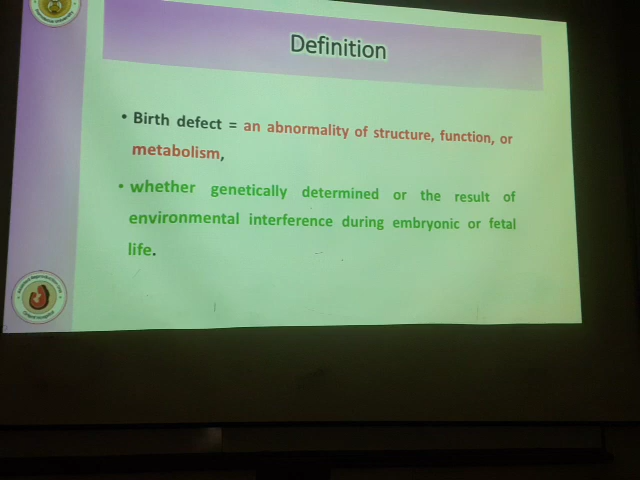 Definition
• Birth defect = an abnormality of structure, function, or
metabolism,
• whether genetically determined or the result of
environmental interference during embryonic or fetal
life.